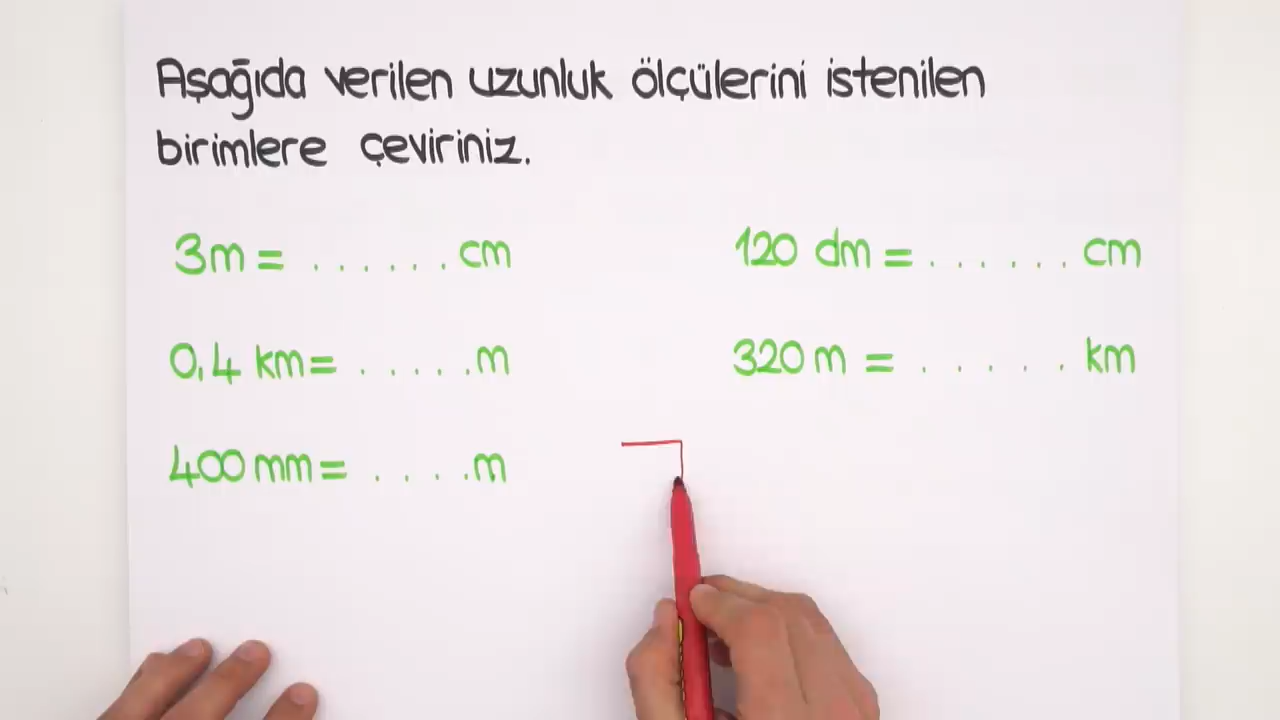 Aşağıda verilen uzunluk ölçülerini istenilen
birimlere çeviriniz.
3m = ...... cm
120 dm = ...... cm
0,4 km = ..... m
320 m = ..... km
400 mm = .... m